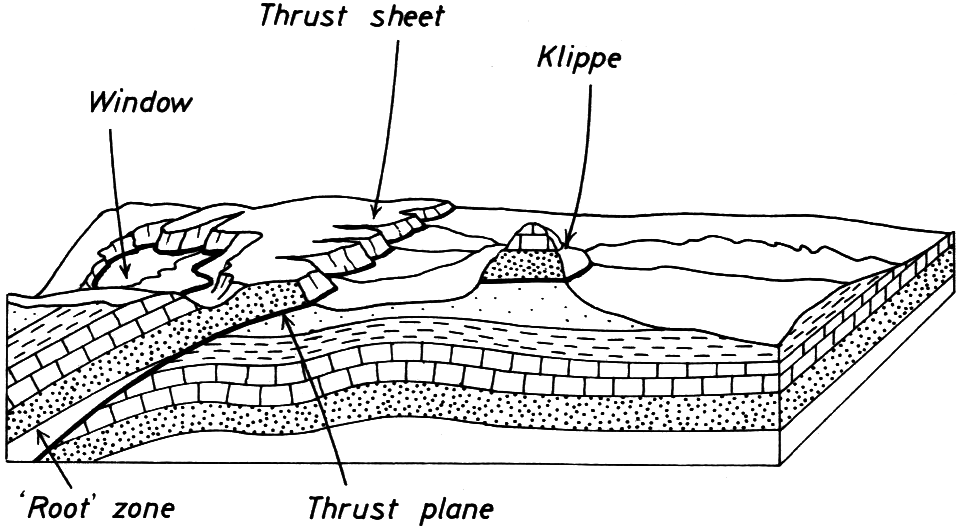 Thrust sheet
Klippe
Window
'Root' zone
Thrust plane